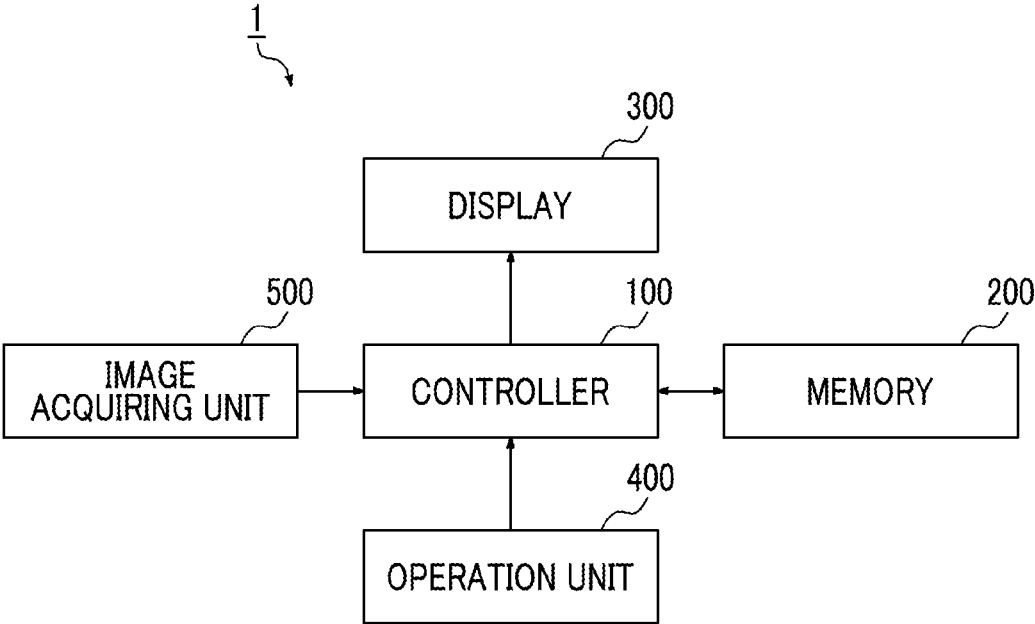 1
300
DISPLAY
500
100
200
IMAGE
ACQUIRING UNIT
CONTROLLER
MEMORY
400
OPERATION UNIT